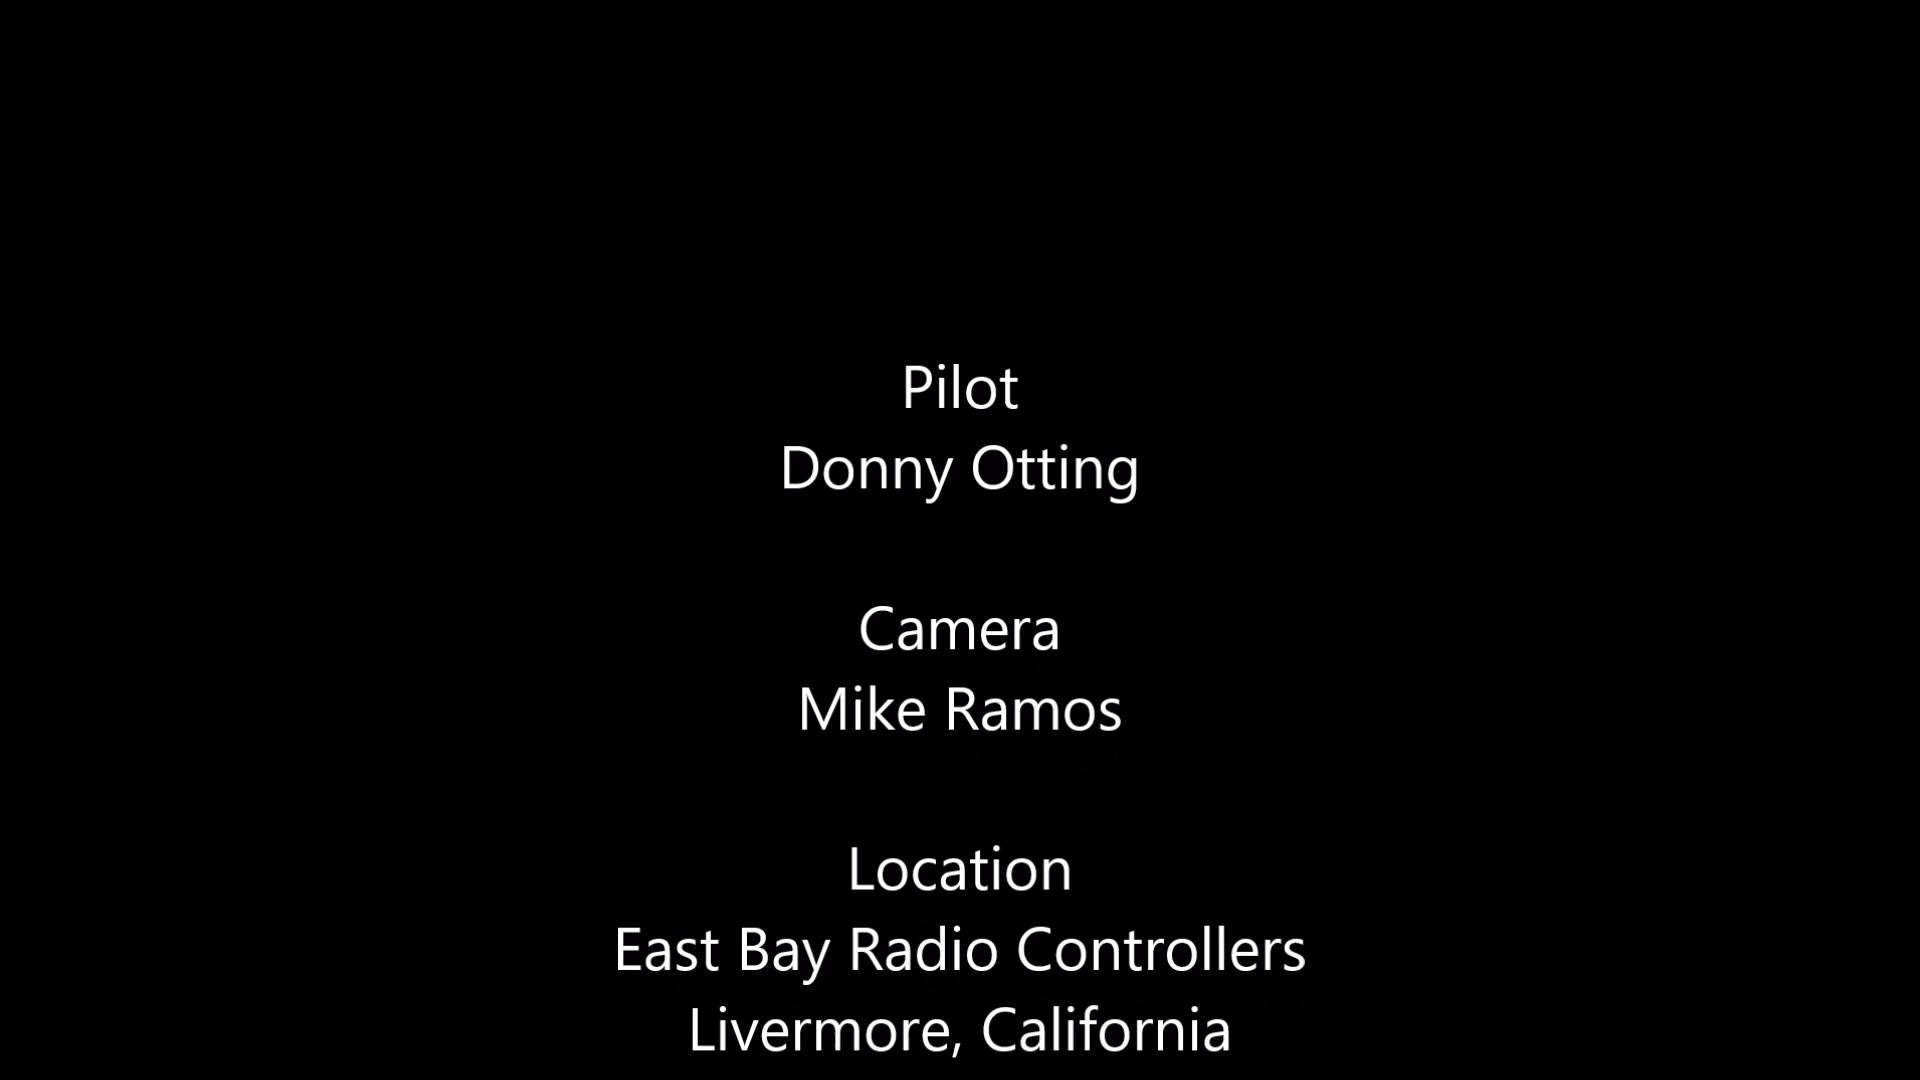 Pilot
Donny Otting
Camera
Mike Ramos
Location
East Bay Radio Controllers
Livermore, California